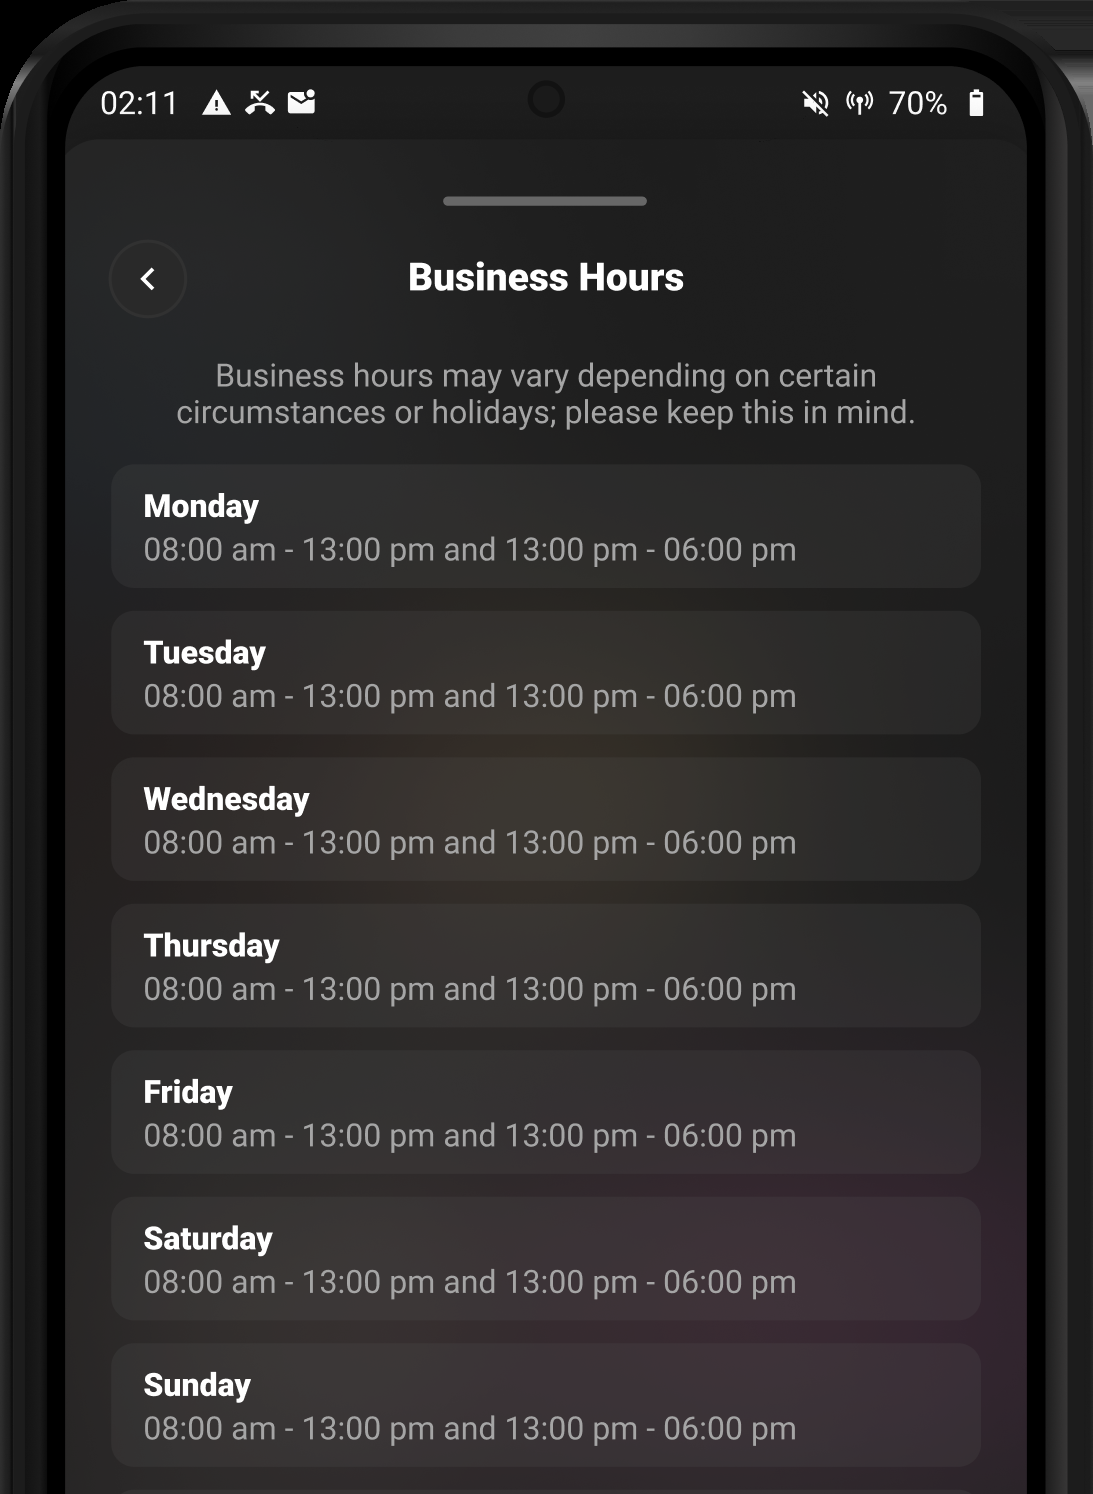 02:11
70%
Business Hours
Business hours may vary depending on certain
circumstances or holidays; please keep this in mind.
Monday
08:00 am - 13:00 pm and 13:00 pm - 06:00 pm
Tuesday
08:00 am - 13:00 pm and 13:00 pm - 06:00 pm
Wednesday
08:00 am - 13:00 pm and 13:00 pm - 06:00 pm
Thursday
08:00 am - 13:00 pm and 13:00 pm - 06:00 pm
Friday
08:00 am - 13:00 pm and 13:00 pm - 06:00 pm
Saturday
08:00 am - 13:00 pm and 13:00 pm - 06:00 pm
Sunday
08:00 am - 13:00 pm and 13:00 pm - 06:00 pm